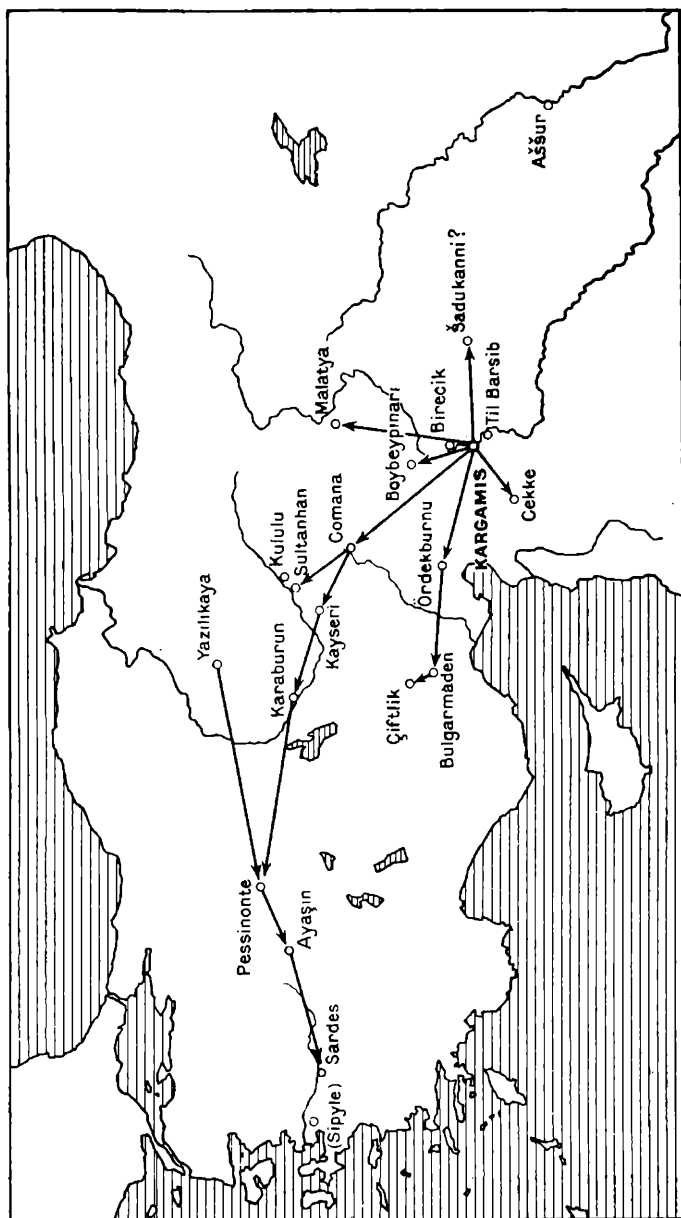 Aššur
Šadukanni?
Malatya
Birecik
Til Barsib
Boybeypınarı
KARGAMIS
Cekke
Comana
Kululu
Sultanhan
Ördekburnu
Kayseri
Yazılıkaya
Karaburun
Çiftlik
Bulgarmaden
Pessinonte
Ayaşın
Sardes
(Sipyle)